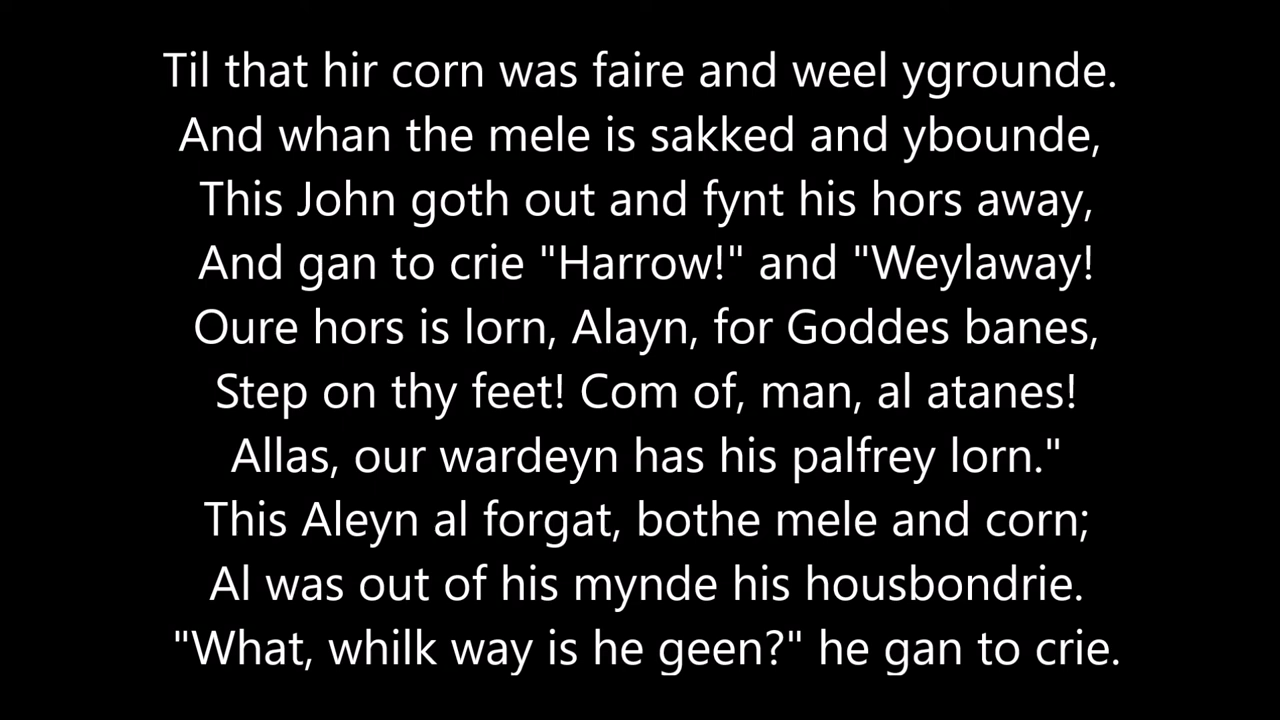 Til that hir corn was faire and weel ygrounde.
And whan the mele is sakked and ybounde,
This John goth out and fynt his hors away,
And gan to crie "Harrow!" and "Weylaway!
Oure hors is lorn, Alayn, for Goddes banes,
Step on thy feet! Com of, man, al atanes!
Allas, our wardeyn has his palfrey lorn."
This Aleyn al forgat, bothe mele and corn;
Al was out of his mynde his housbondrie.
"What, whilk way is he geen?" he gan to crie.